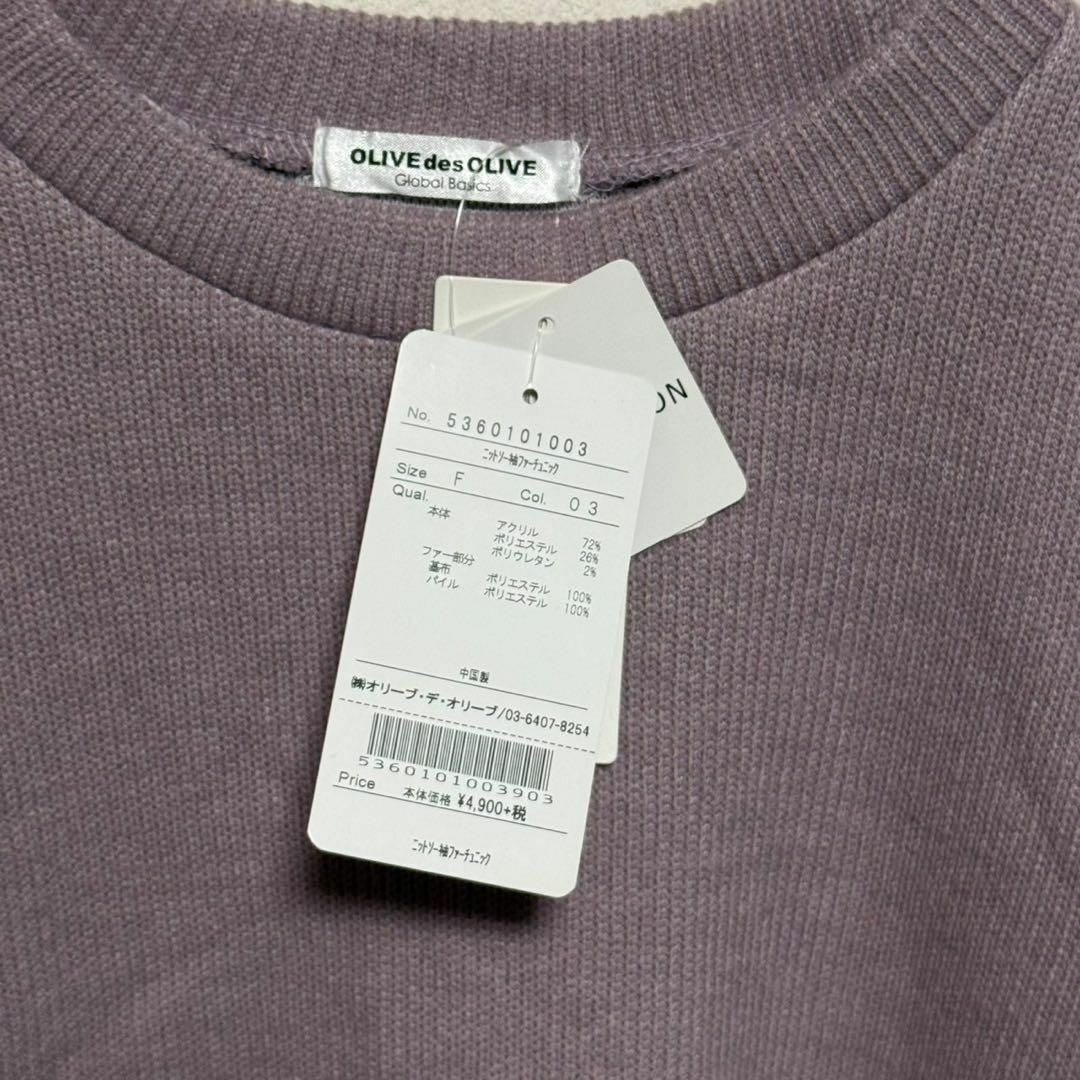 OLIVE des OLIVE
Global Basics
ON
No. 5360101003
ニットソー袖ファーチュニック
Size F Col. 03
Qual.
本体 アクリル 72%
ポリエステル 26%
ポリウレタン 2%
ファー部分
基布 ポリエステル 100%
パイル ポリエステル 100%
中国製
㈱オリーブ・デ・オリーブ/03-6407-8254
5360101003903
Price 本体価格 ¥4,900+税
ニットソー袖ファーチュニック